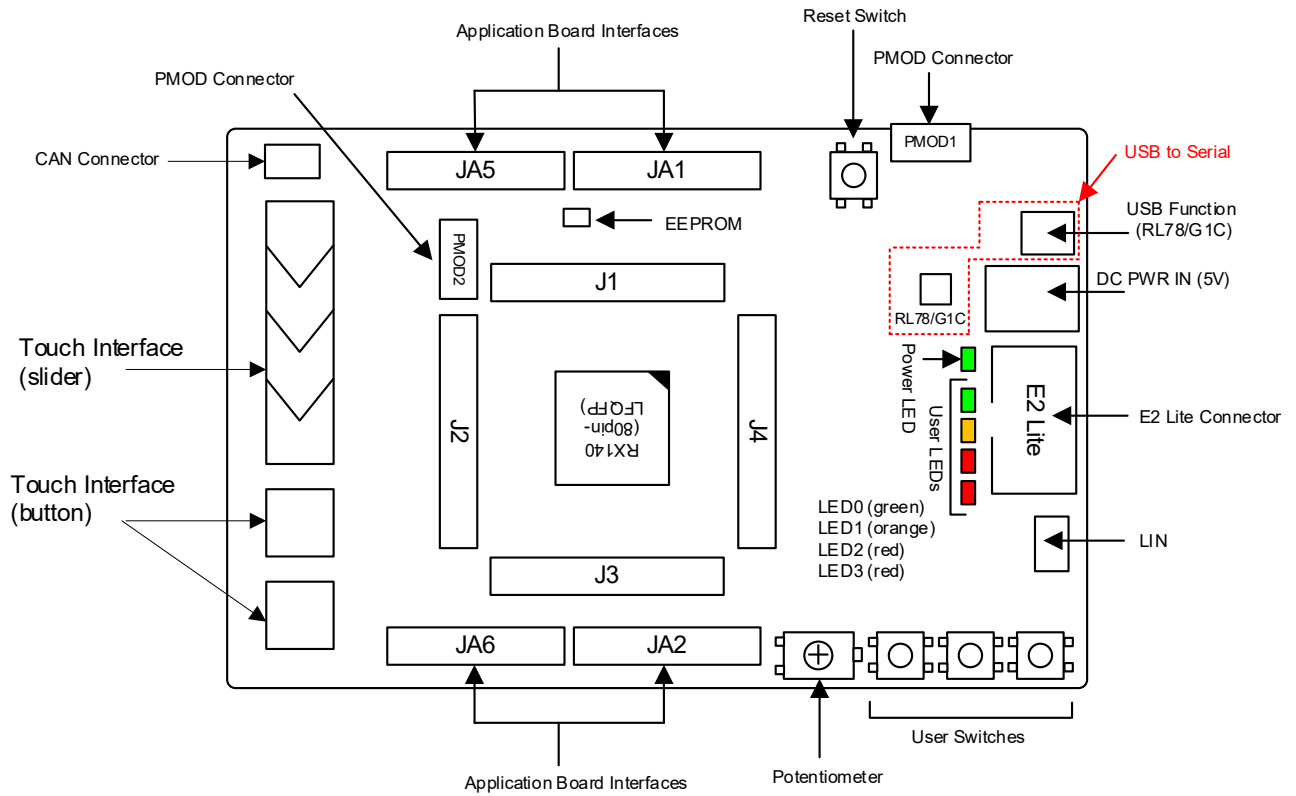 Reset Switch
Application Board Interfaces
PMOD Connector
PMOD Connector
PMOD1
CAN Connector
USB to Serial
JA5
JA1
EEPROM
USB Function
(RL78/G1C)
PMOD2
J1
DC PWR IN (5V)
RL78/G1C
Touch Interface
(slider)
Power LED
E2 Lite
E2 Lite Connector
User LEDs
J2
RX140
(80pin-
LFQFP)
J4
Touch Interface
(button)
LED0 (green)
LED1 (orange)
LED2 (red)
LED3 (red)
LIN
J3
JA6
JA2
User Switches
Potentiometer
Application Board Interfaces